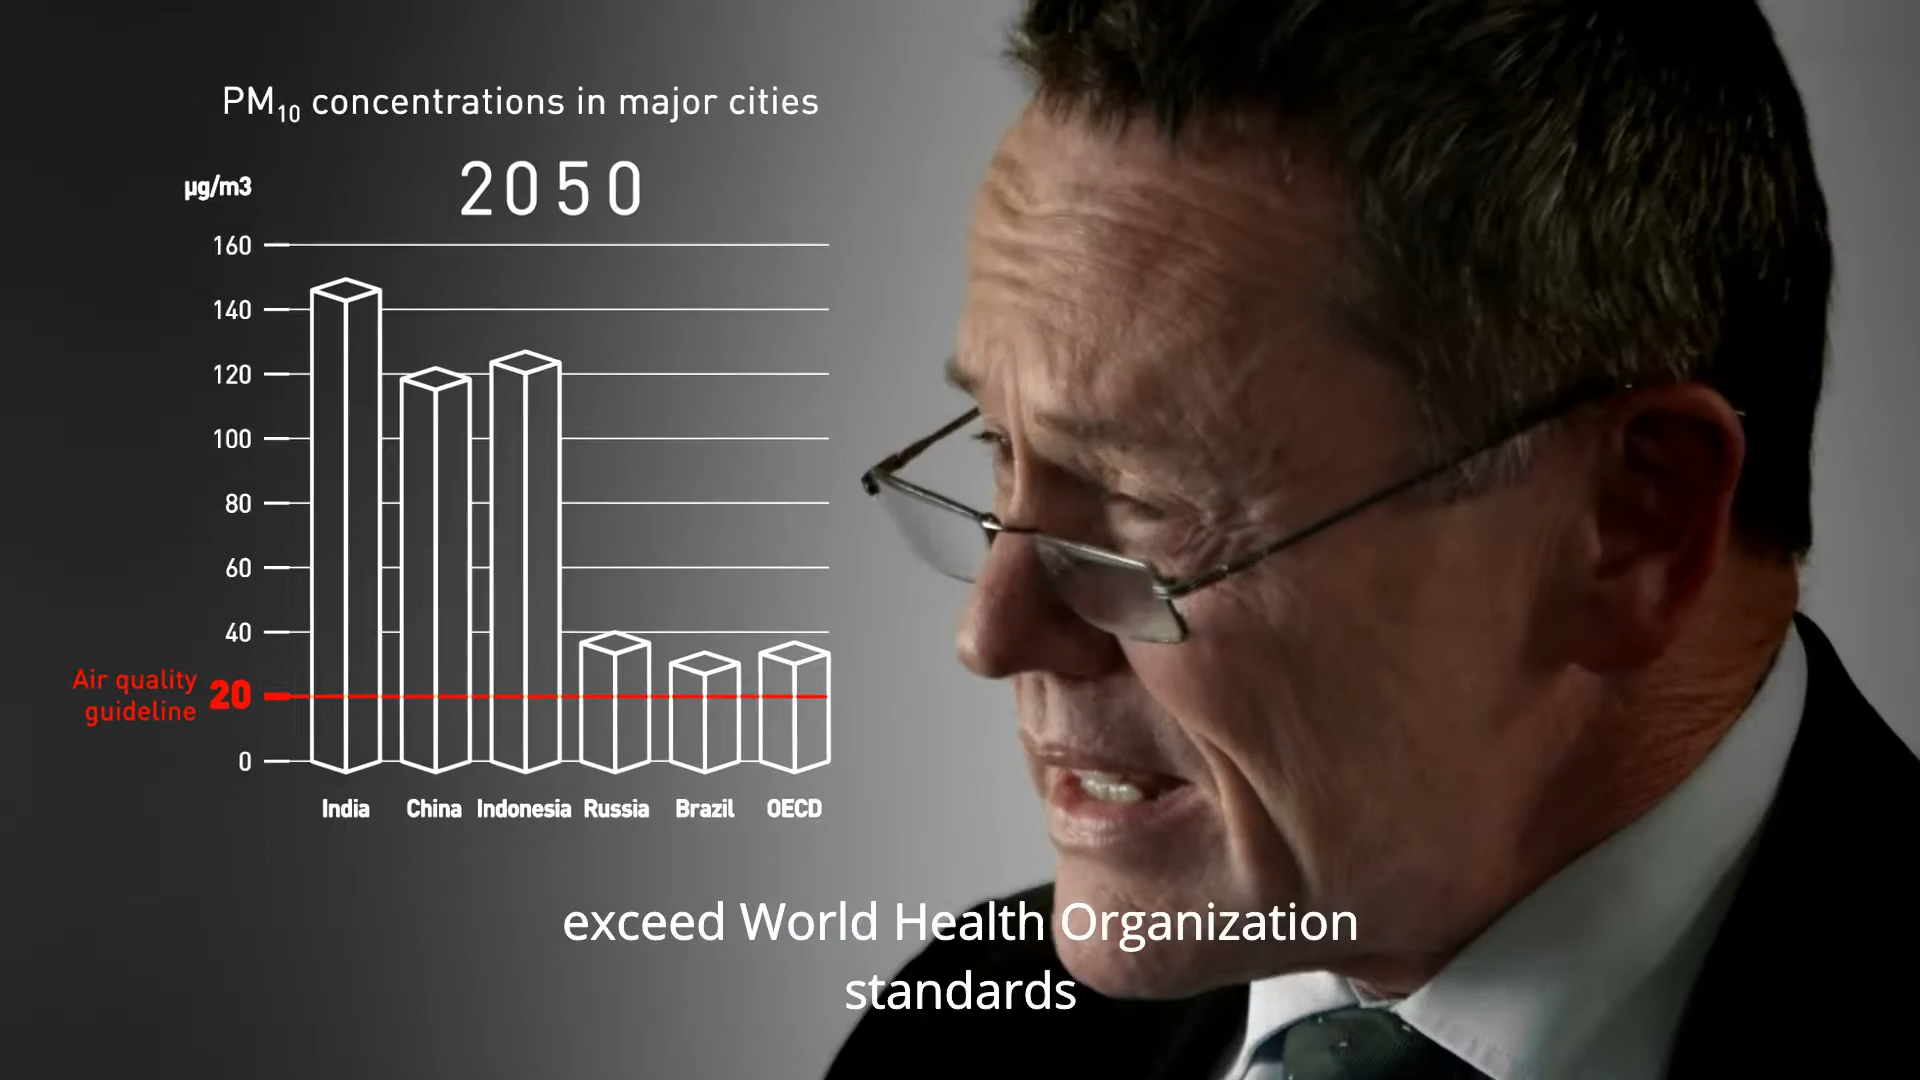 PM₁₀ concentrations in major cities
2050
µg/m3
160
140
120
100
80
60
40
Air quality
guideline
20
0
India China Indonesia Russia Brazil OECD
exceed World Health Organization
standards